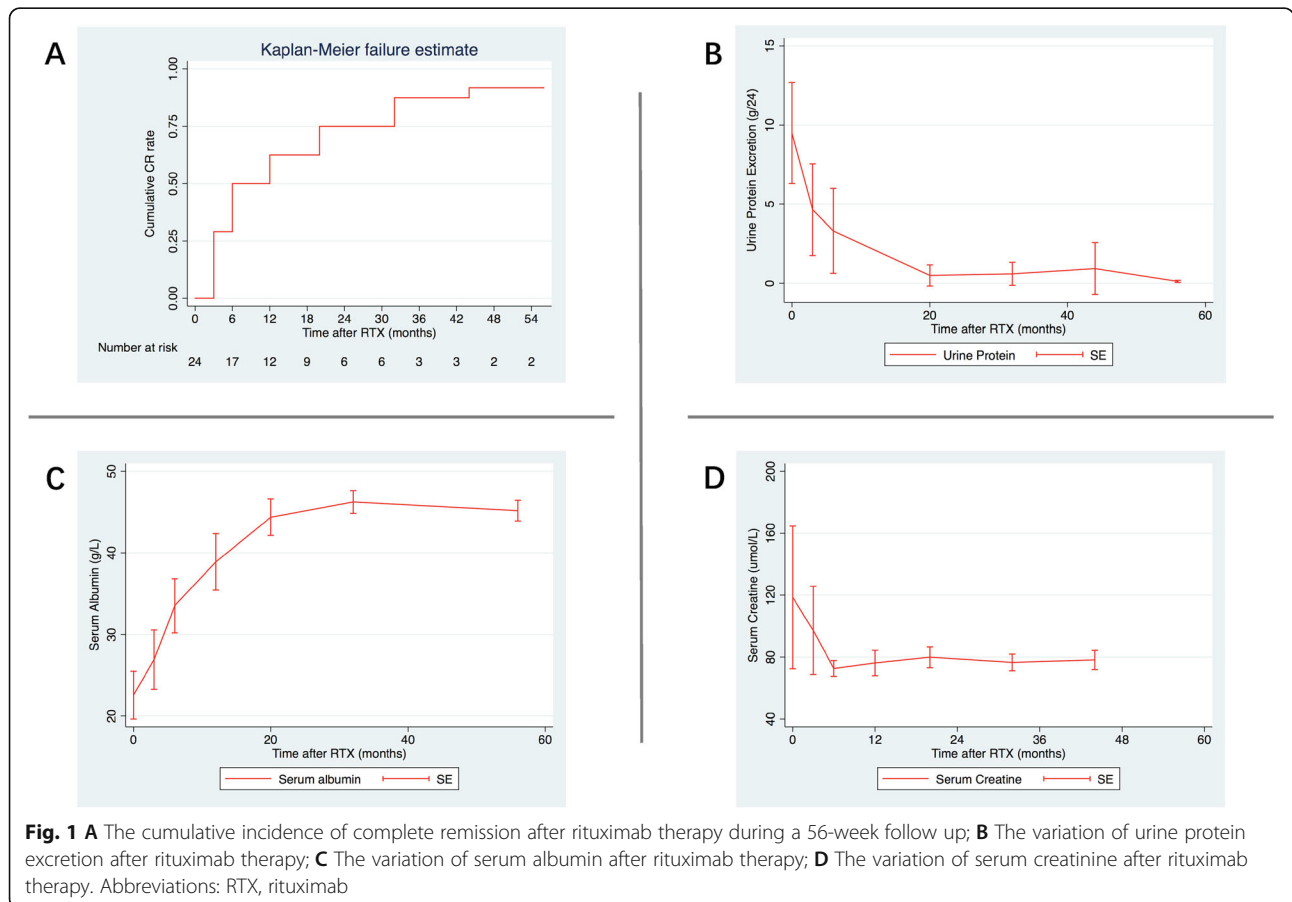 A
Kaplan-Meier failure estimate
Cumulative CR rate
1.00
0.75
0.50
0.25
0.00
0 6 12 18 24 30 36 42 48 54
Time after RTX (months)
Number at risk
24 17 12 9 6 6 3 3 2 2
B
Urine Protein Excretion (g/24)
15
10
5
0
0 20 40 60
Time after RTX (months)
Urine Protein SE
C
Serum Albumin (g/L)
50
40
30
20
0 20 40 60
Time after RTX (months)
Serum albumin SE
D
Serum Creatine (umol/L)
200
160
120
80
40
0 12 24 36 48 60
Time after RTX (months)
Serum Creatine SE
Fig. 1 A The cumulative incidence of complete remission after rituximab therapy during a 56-week follow up; B The variation of urine protein
excretion after rituximab therapy; C The variation of serum albumin after rituximab therapy; D The variation of serum creatinine after rituximab
therapy. Abbreviations: RTX, rituximab